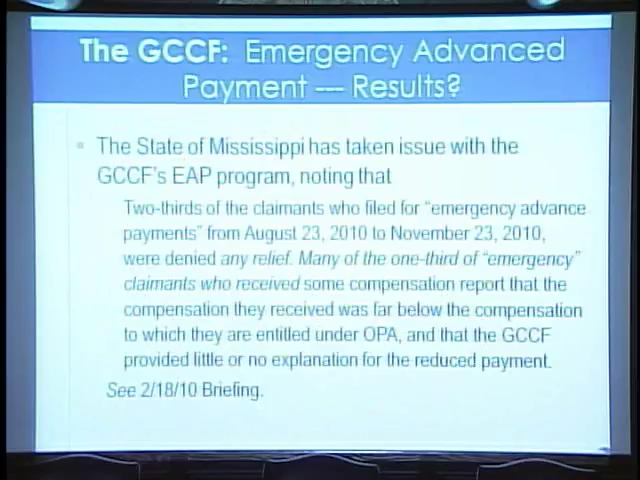 The GCCF: Emergency Advanced
Payment --- Results?
The State of Mississippi has taken issue with the
GCCF's EAP program, noting that
Two-thirds of the claimants who filed for "emergency advance
payments" from August 23, 2010 to November 23, 2010,
were denied any relief. Many of the one-third of "emergency"
claimants who received some compensation report that the
compensation they received was far below the compensation
to which they are entitled under OPA, and that the GCCF
provided little or no explanation for the reduced payment.
See 2/18/10 Briefing.